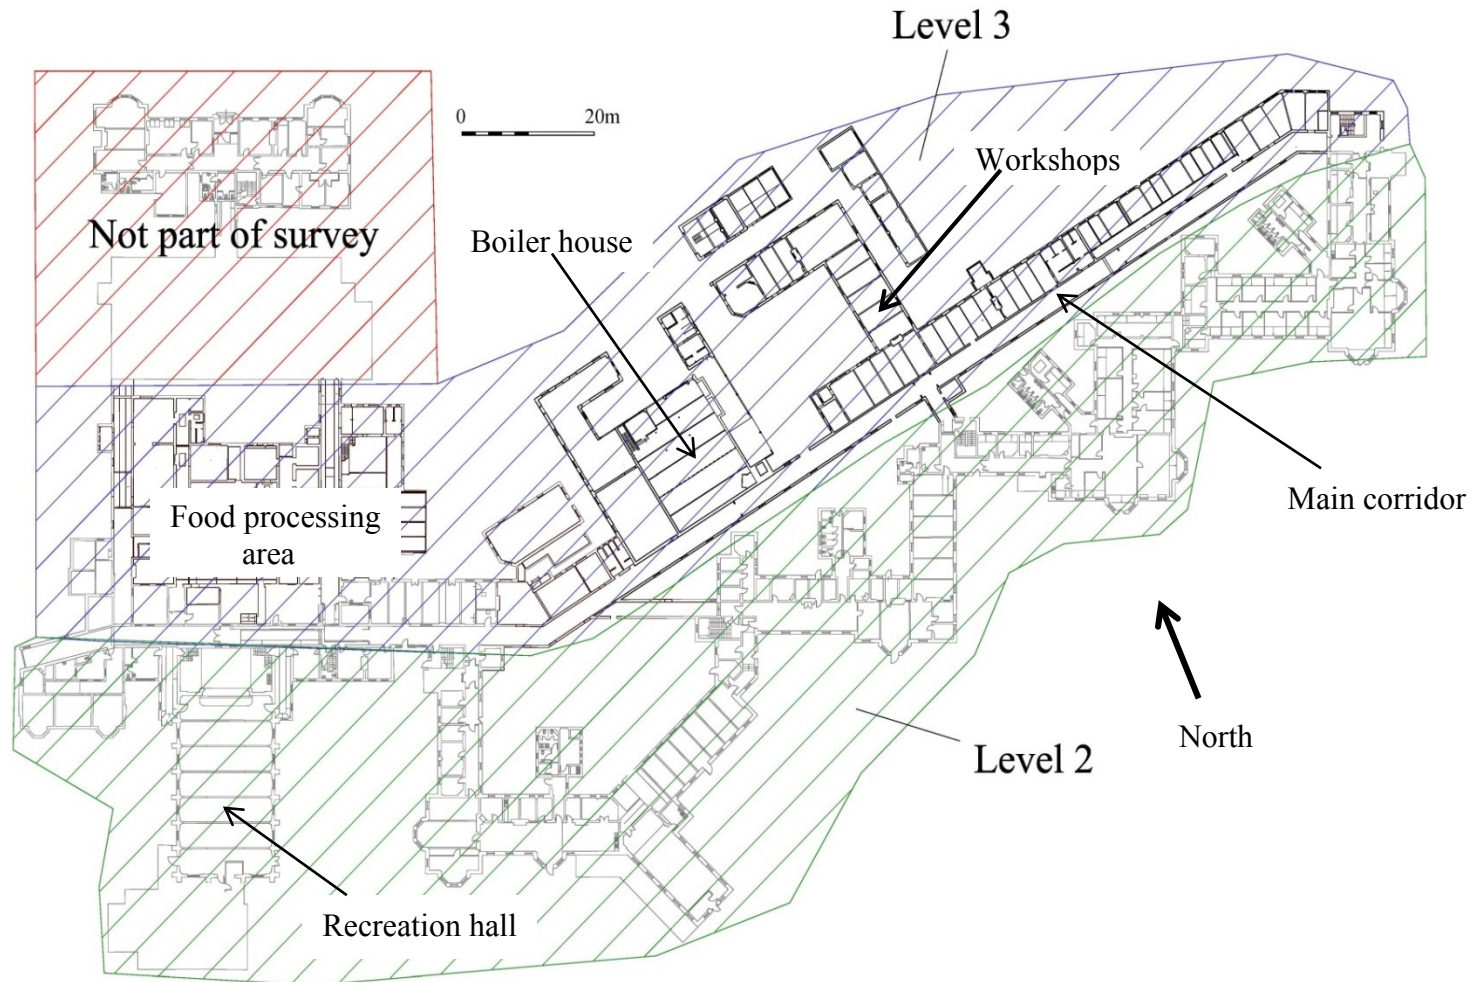 Level 3
0
20m
Workshops
Not part of survey
Boiler house
Main corridor
Food processing
area
North
Level 2
Recreation hall